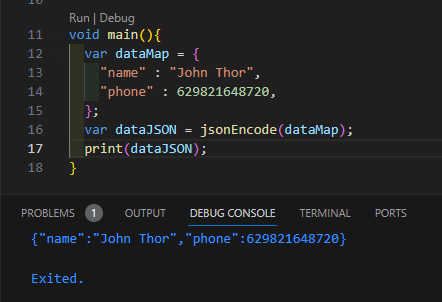 10
Run | Debug
11 void main(){
12   var dataMap = {
13     "name" : "John Thor",
14     "phone" : 629821648720,
15   };
16   var dataJSON = jsonEncode(dataMap);
17   print(dataJSON);
18 }
PROBLEMS 1 OUTPUT DEBUG CONSOLE TERMINAL PORTS
{"name":"John Thor","phone":629821648720}
Exited.